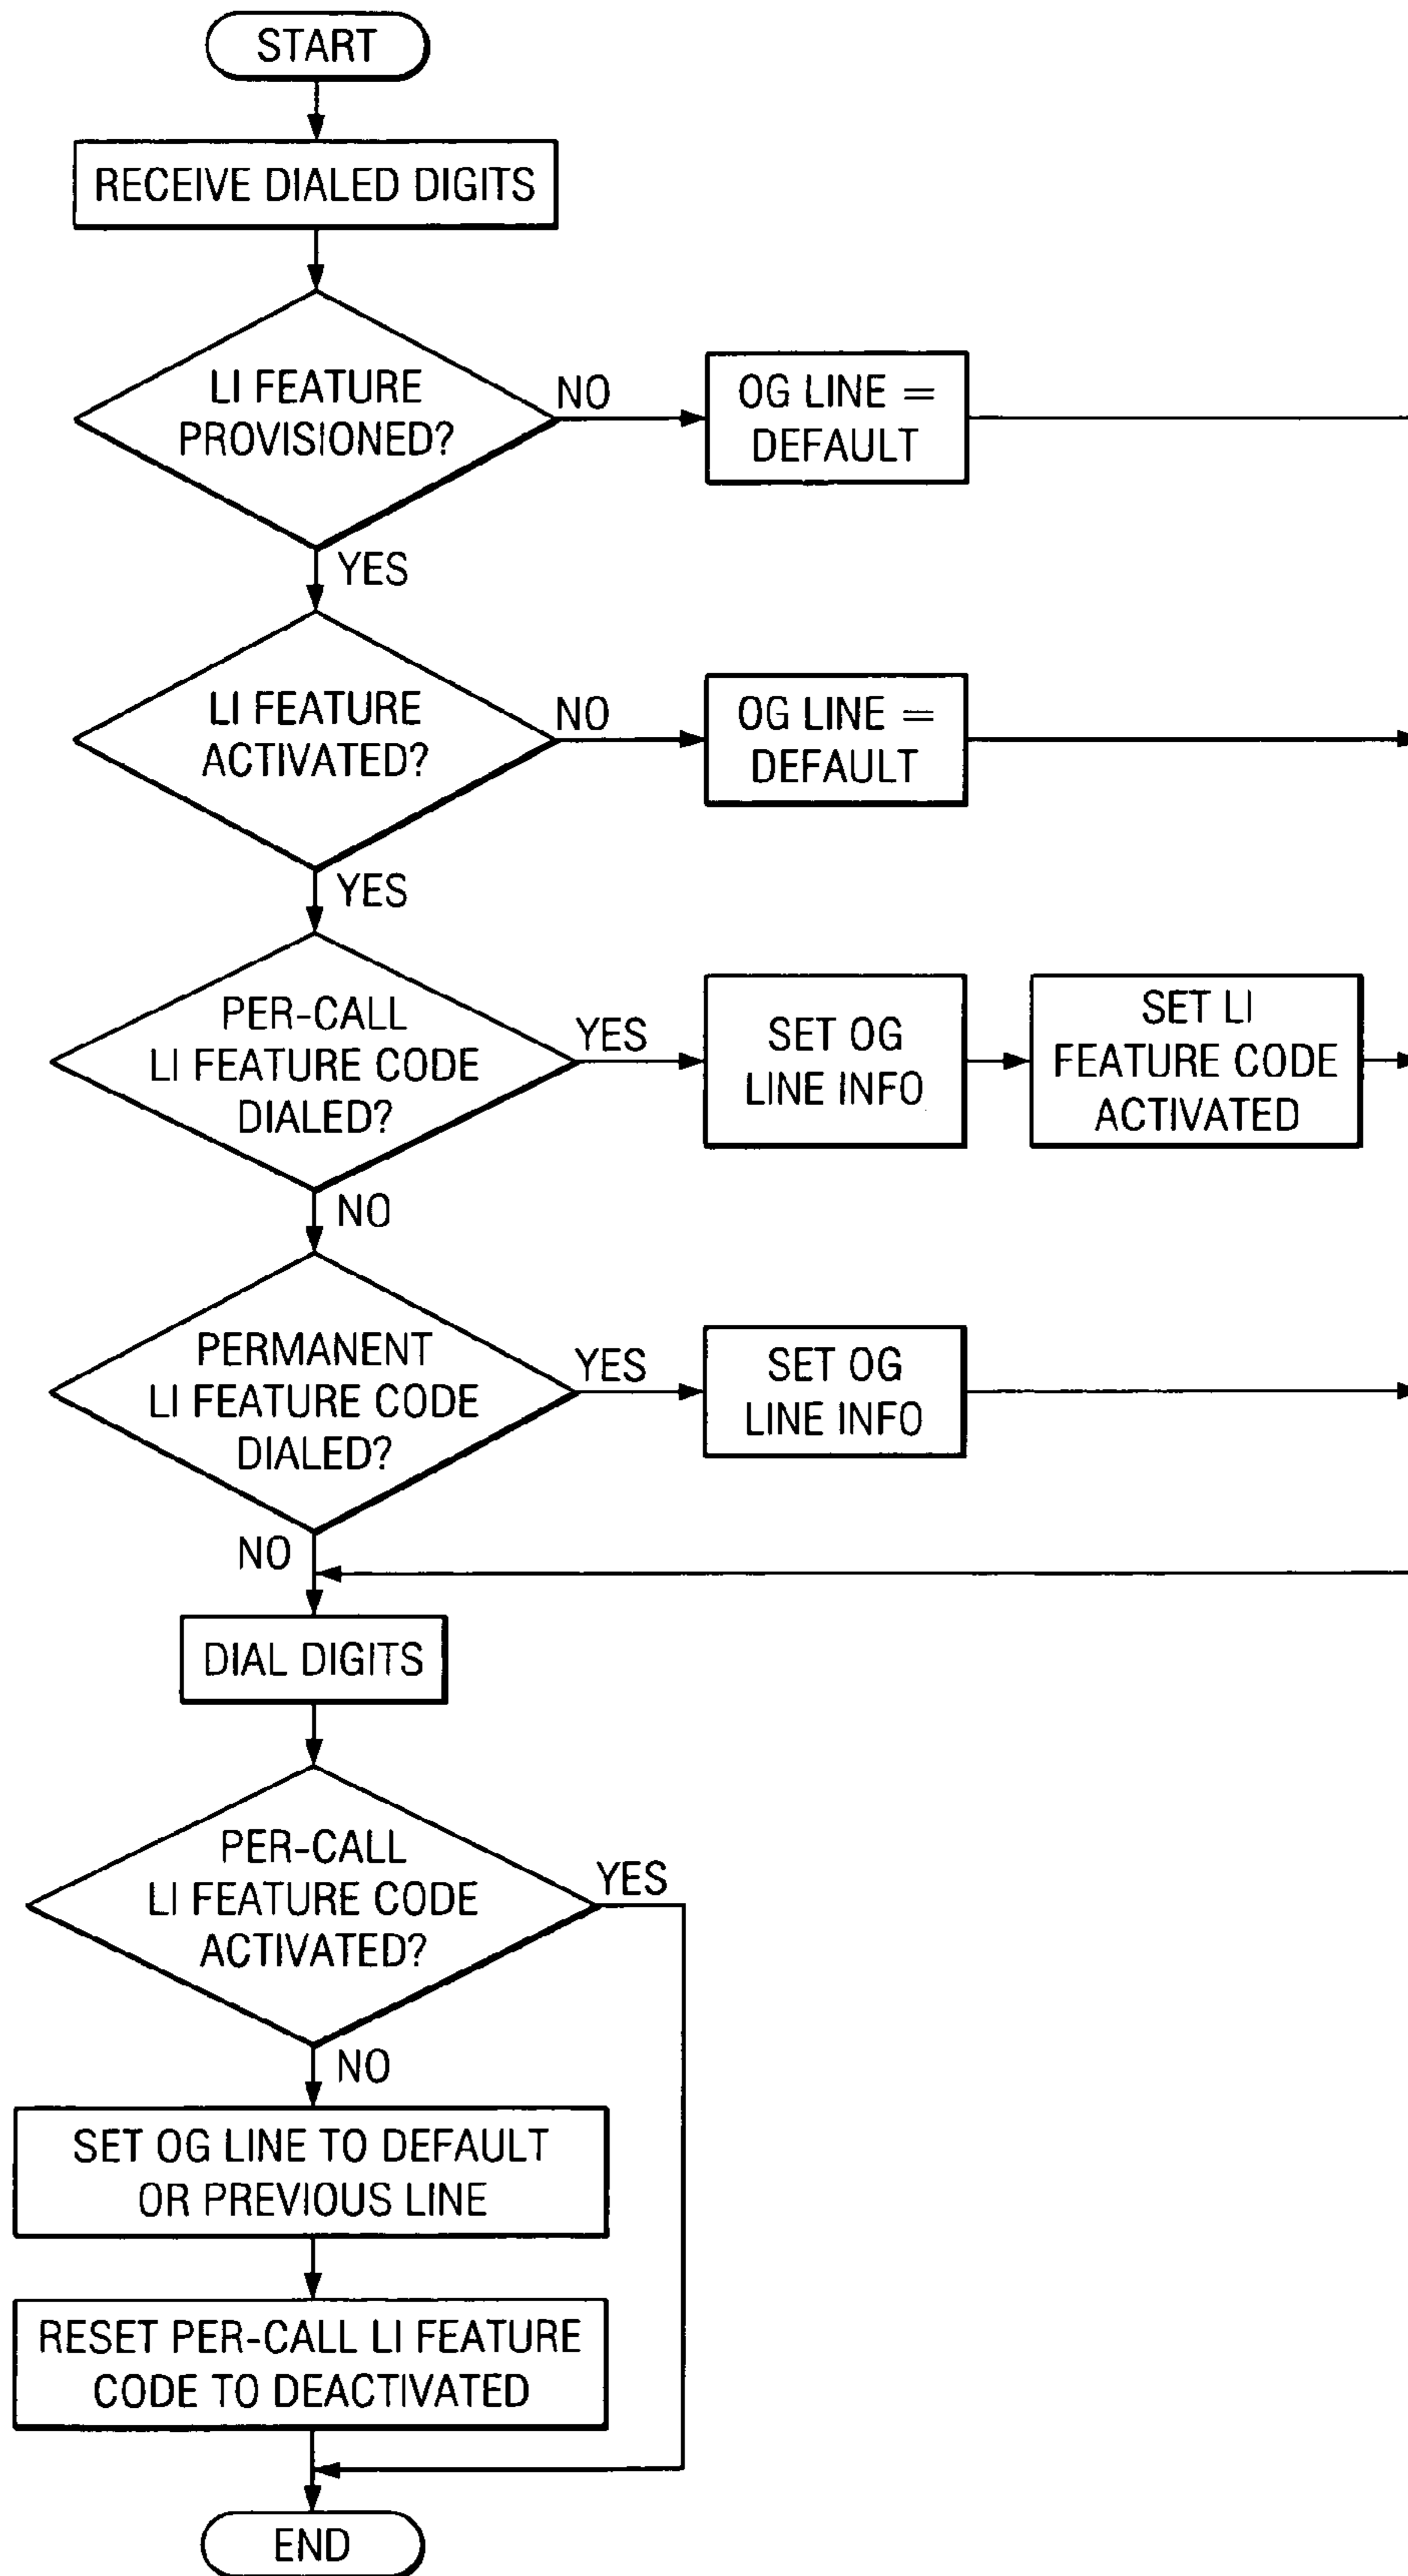 START
RECEIVE DIALED DIGITS
LI FEATURE
PROVISIONED?
NO
OG LINE =
DEFAULT
YES
LI FEATURE
ACTIVATED?
NO
OG LINE =
DEFAULT
YES
PER-CALL
LI FEATURE CODE
DIALED?
YES
SET OG
LINE INFO
SET LI
FEATURE CODE
ACTIVATED
NO
PERMANENT
LI FEATURE CODE
DIALED?
YES
SET OG
LINE INFO
NO
DIAL DIGITS
PER-CALL
LI FEATURE CODE
ACTIVATED?
YES
NO
SET OG LINE TO DEFAULT
OR PREVIOUS LINE
RESET PER-CALL LI FEATURE
CODE TO DEACTIVATED
END